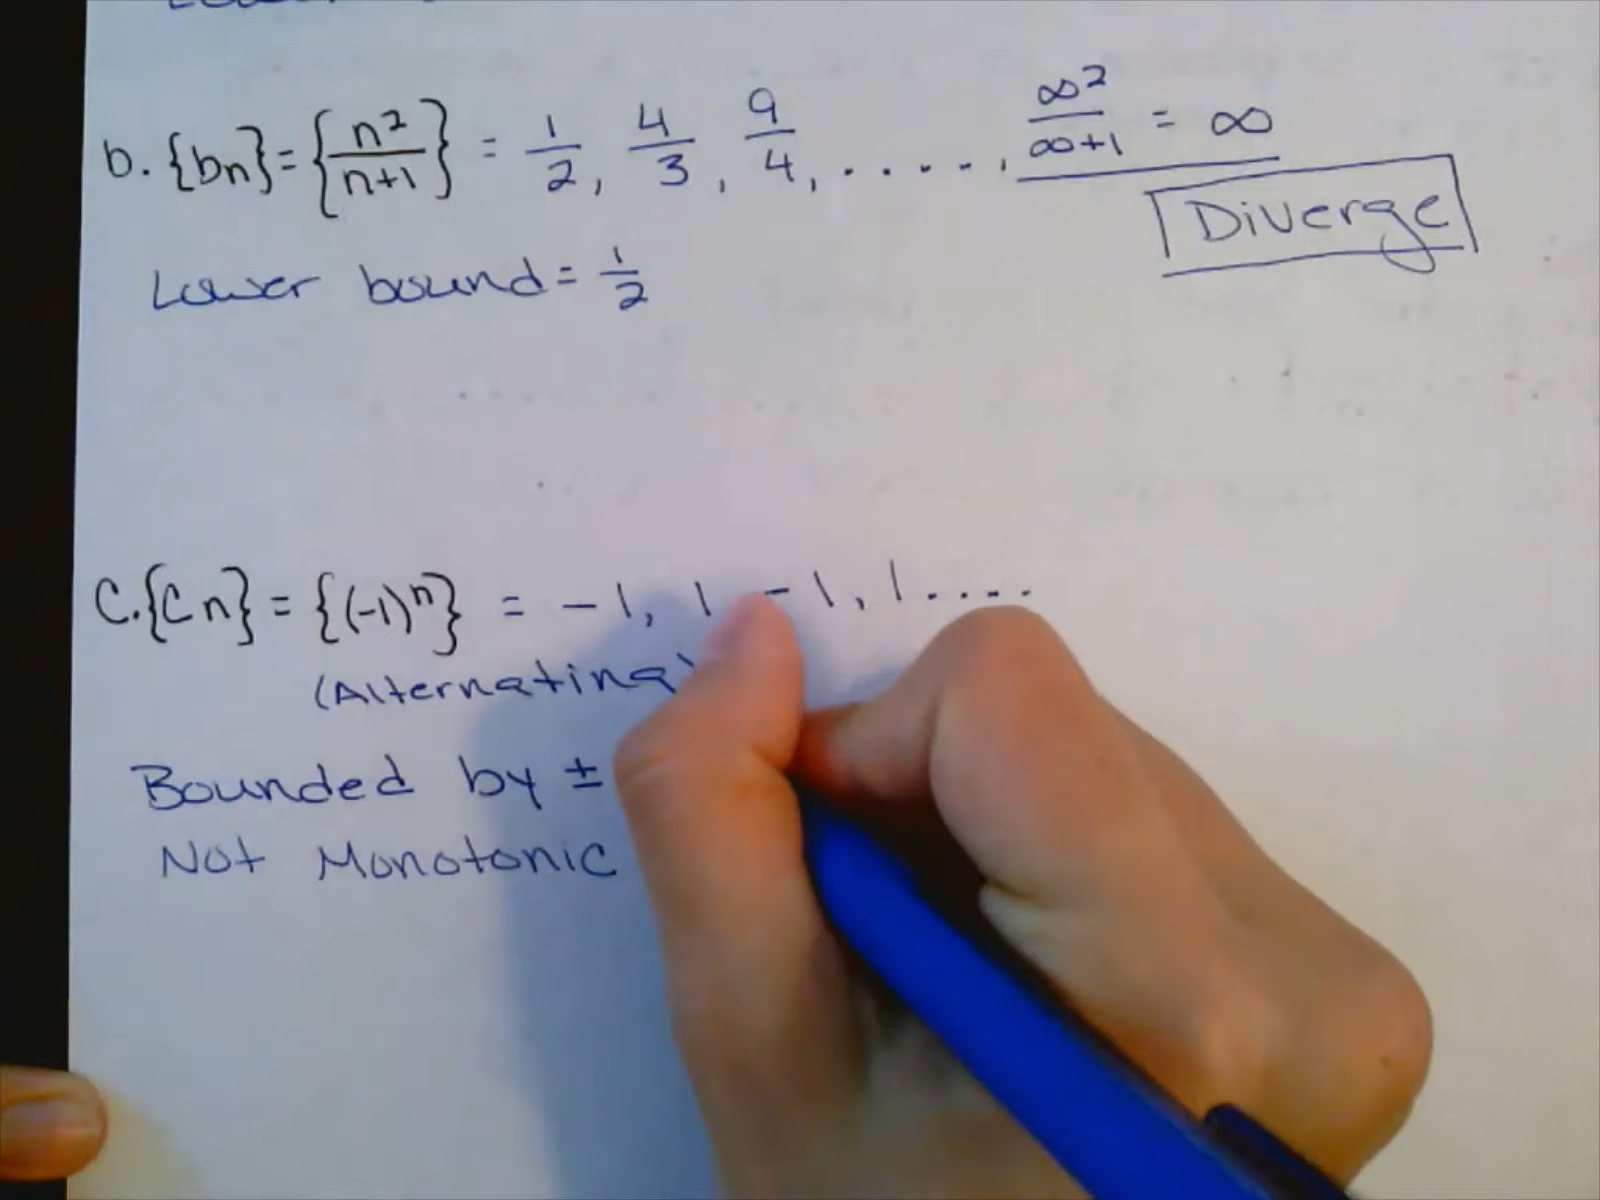 b. {bn} = {n²/n+1} = 1/2, 4/3, 9/4, ....., ∞²/∞+1 = ∞
Diverge
Lower bound = 1/2
C. {Cn} = {(-1)ⁿ} = -1, 1 -1, 1....
(Alternating)
Bounded by ±
Not Monotonic